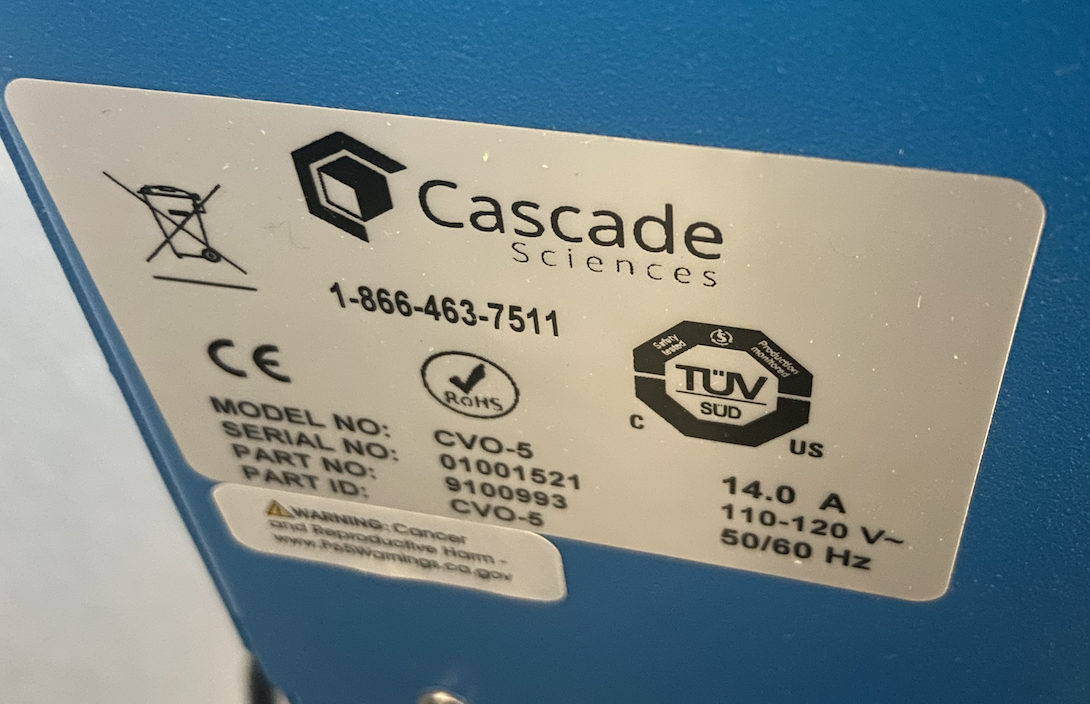 Cascade
Sciences
1-866-463-7511
CE
RoHS
Safety tested
Production monitored
TÜV
SÜD
C
US
MODEL NO: CVO-5
SERIAL NO: 01001521
PART NO: 9100993
PART ID: CVO-5
14.0 A
110-120 V~
50/60 Hz
WARNING: Cancer
and Reproductive Harm -
www.P65Warnings.ca.gov